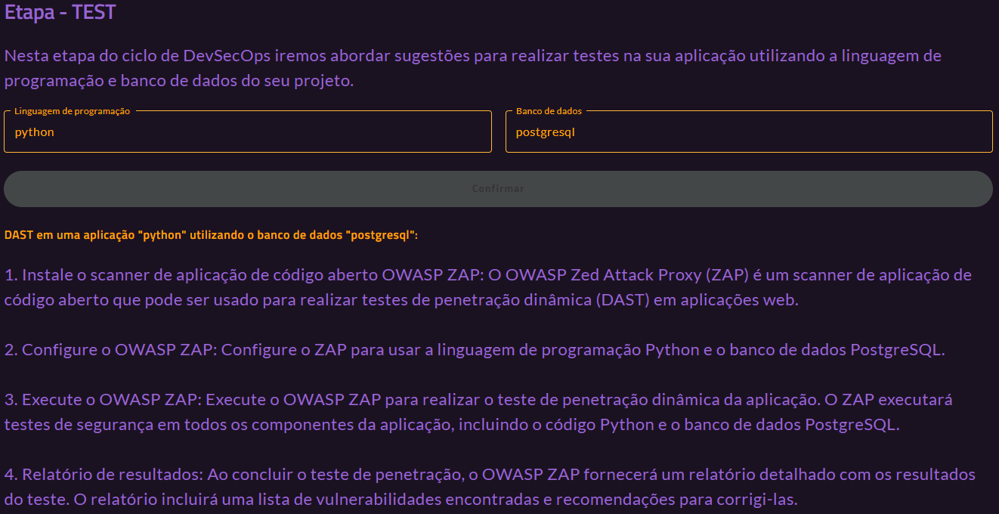 Etapa - TEST
Nesta etapa do ciclo de DevSecOps iremos abordar sugestões para realizar testes na sua aplicação utilizando a linguagem de
programação e banco de dados do seu projeto.
Linguagem de programação
python
Banco de dados
postgresql
Confirmar
DAST em uma aplicação "python" utilizando o banco de dados "postgresql":
1. Instale o scanner de aplicação de código aberto OWASP ZAP: O OWASP Zed Attack Proxy (ZAP) é um scanner de aplicação de
código aberto que pode ser usado para realizar testes de penetração dinâmica (DAST) em aplicações web.
2. Configure o OWASP ZAP: Configure o ZAP para usar a linguagem de programação Python e o banco de dados PostgreSQL.
3. Execute o OWASP ZAP: Execute o OWASP ZAP para realizar o teste de penetração dinâmica da aplicação. O ZAP executará
testes de segurança em todos os componentes da aplicação, incluindo o código Python e o banco de dados PostgreSQL.
4. Relatório de resultados: Ao concluir o teste de penetração, o OWASP ZAP fornecerá um relatório detalhado com os resultados
do teste. O relatório incluirá uma lista de vulnerabilidades encontradas e recomendações para corrigi-las.